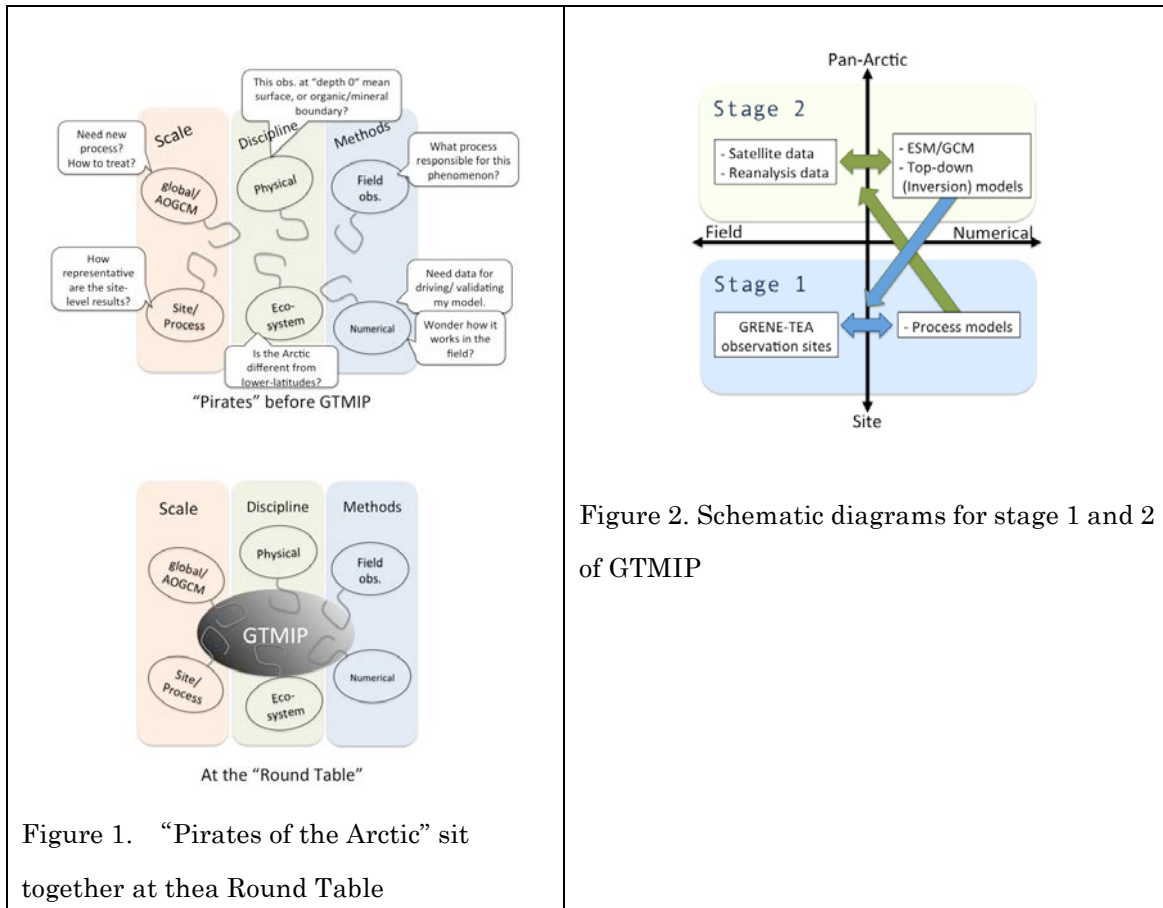 This obs. at "depth 0" mean
surface, or organic/mineral
boundary?
Need new
process?
How to treat?
Scale
Discipline
Methods
What process
responsible for this
phenomenon?
global/
AOGCM
Physical
Field
obs.
How
representative
are the site-
level results?
Need data for
driving/ validating
my model.
Site/
Process
Eco-
system
Numerical
Wonder how it
works in the
field?
Is the Arctic
different from
lower-latitudes?
"Pirates" before GTMIP
Scale
Discipline
Methods
global/
AOGCM
Physical
Field
obs.
GTMIP
Site/
Process
Eco-
system
Numerical
At the "Round Table"
Figure 1. “Pirates of the Arctic” sit
together at thea Round Table
Pan-Arctic
Stage 2
- Satellite data
- Reanalysis data
- ESM/GCM
- Top-down
(Inversion) models
Field
Numerical
Stage 1
GRENE-TEA
observation sites
- Process models
Site
Figure 2. Schematic diagrams for stage 1 and 2
of GTMIP